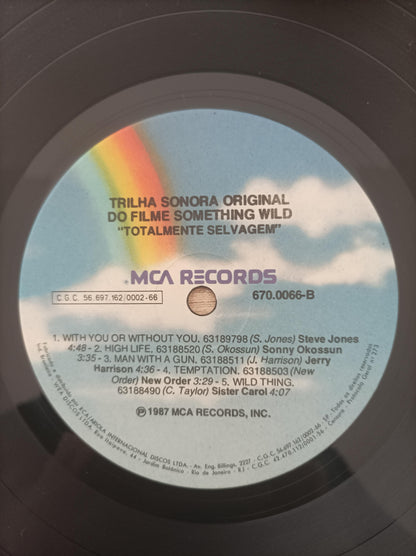 TRILHA SONORA ORIGINAL
DO FILME SOMETHING WILD
"TOTALMENTE SELVAGEM"
MCA RECORDS
C.G.C. 56.697.162/0002-66
670.0066-B
1. WITH YOU OR WITHOUT YOU. 63189798 (S. Jones) Steve Jones
4:48 - 2. HIGH LIFE. 63188520 (S. Okossun) Sonny Okossun
3:35 - 3. MAN WITH A GUN. 63188511 (J. Harrison) Jerry
Harrison 4:36 - 4. TEMPTATION. 63188503 (New
Order) New Order 3:29 - 5. WILD THING.
63188490 (C. Taylor) Sister Carol 4:07
℗ 1987 MCA RECORDS, INC.